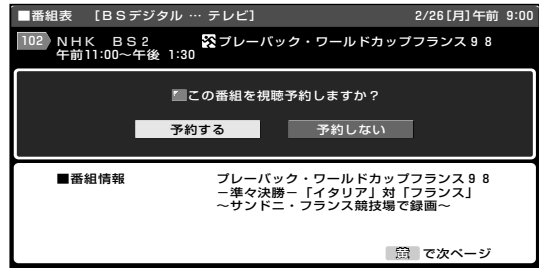 ■番組表 [BSデジタル … テレビ] 2/26[月]午前 9:00
102 NHK BS2 プレーバック・ワールドカップフランス98
午前11:00～午後 1:30
この番組を視聴予約しますか？
予約する 予約しない
■番組情報 プレーバック・ワールドカップフランス98
－準々決勝－「イタリア」対「フランス」
～サンドニ・フランス競技場で録画～
黄 で次ページ